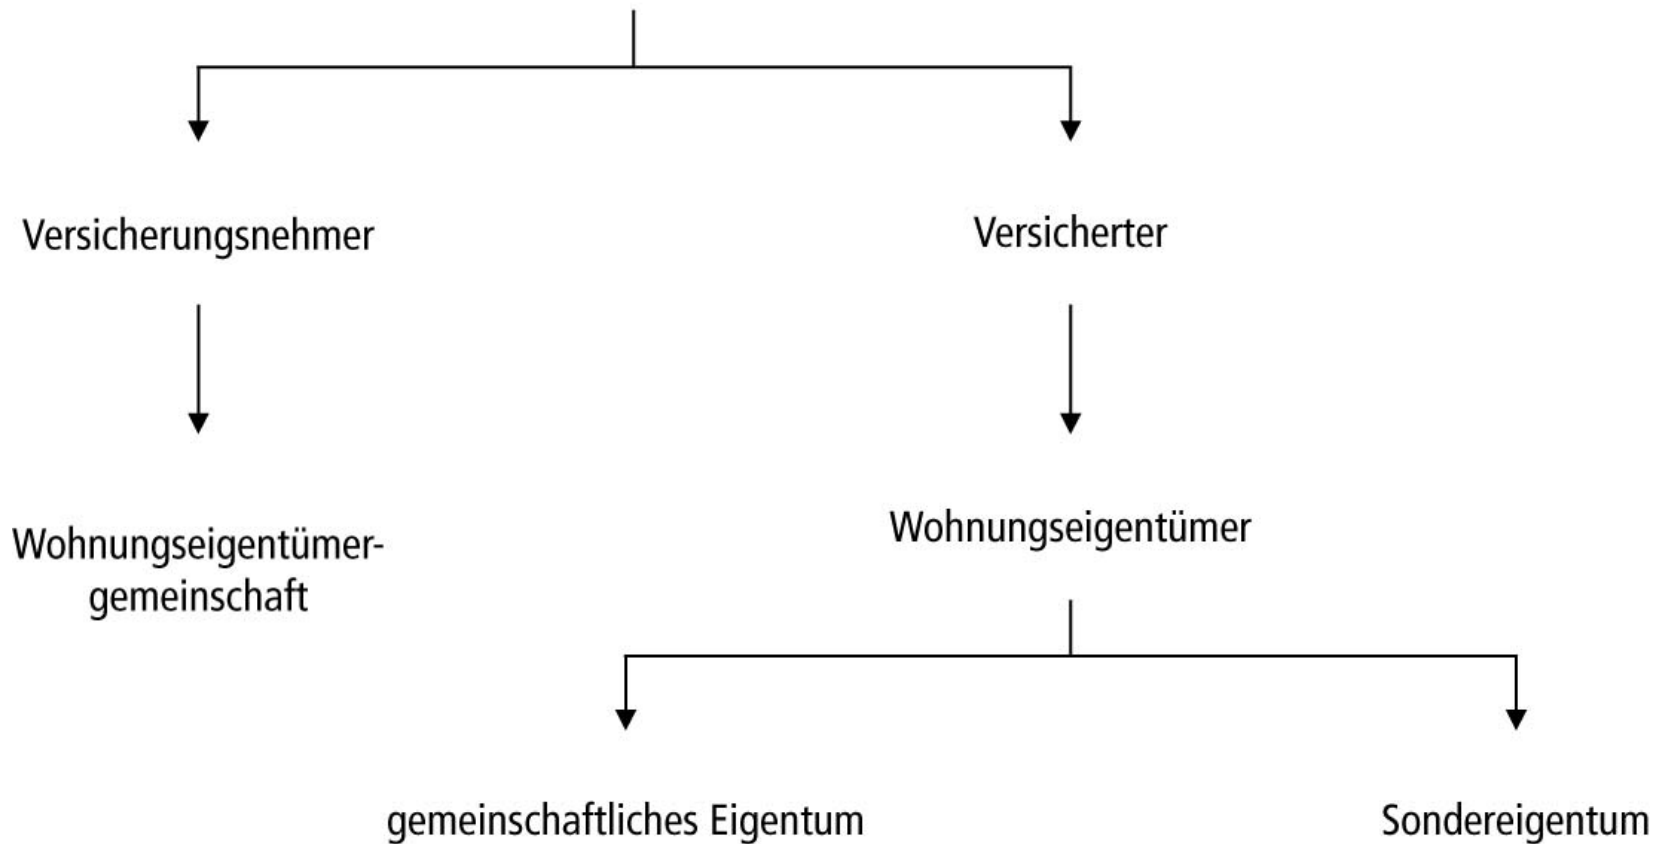 Versicherungsnehmer
Versicherter
Wohnungseigentümer-
gemeinschaft
Wohnungseigentümer
gemeinschaftliches Eigentum
Sondereigentum